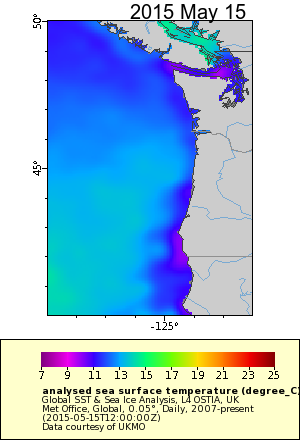 2015 May 15
50°
45°
-125°
7 9 11 13 15 17 19 21 23 25
analysed sea surface temperature (degree_C)
Global SST & Sea Ice Analysis, L4 OSTIA, UK
Met Office, Global, 0.05°, Daily, 2007-present
(2015-05-15T12:00:00Z)
Data courtesy of UKMO